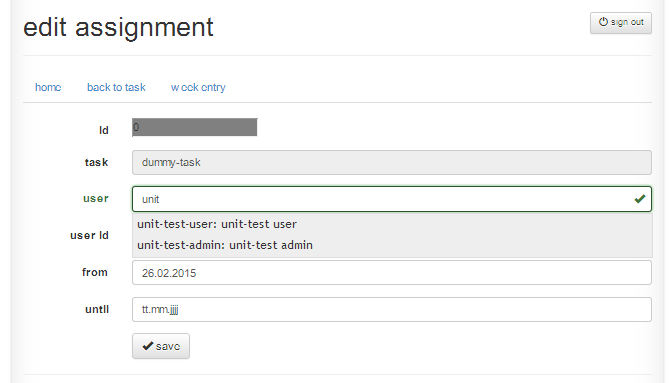 edit assignment
sign out
home back to task week entry
Id 0
task dummy-task
user unit
unit-test-user: unit-test user
user Id
unit-test-admin: unit-test admin
from 26.02.2015
until tt.mm.jjjj
save